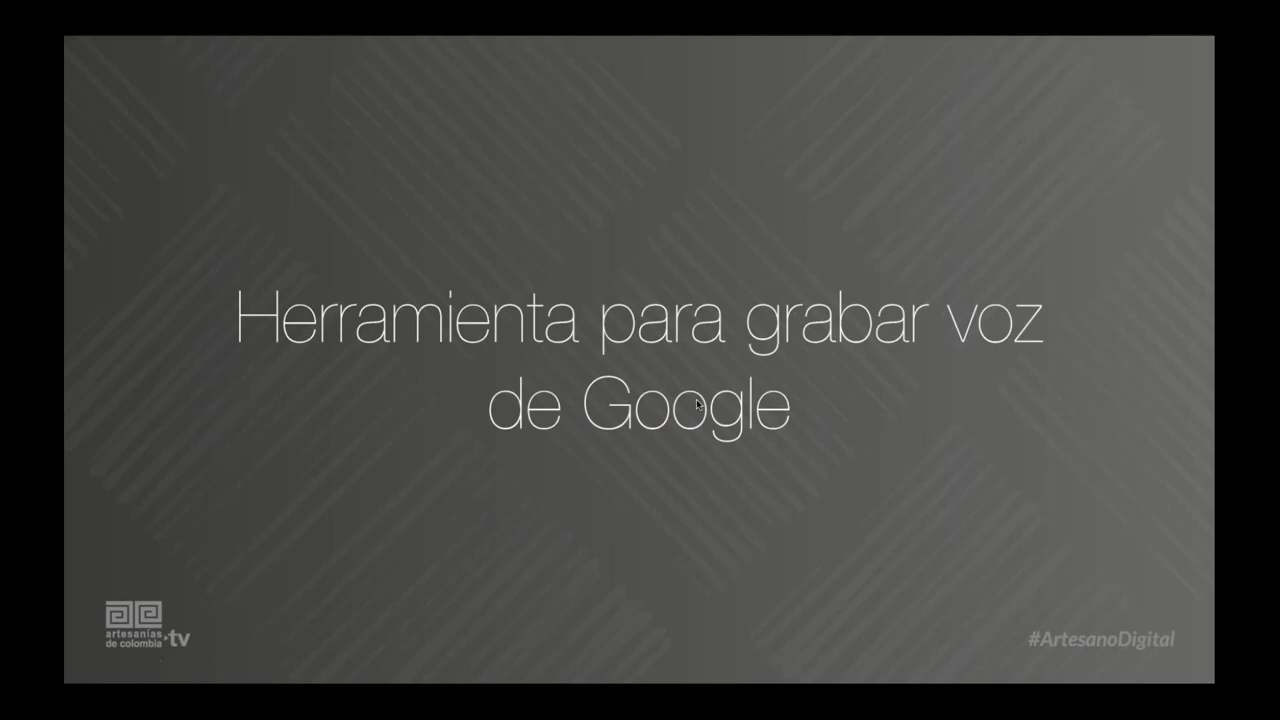 Herramienta para grabar voz
de Google
artesanías
de colombia
.tv
#ArtesanoDigital